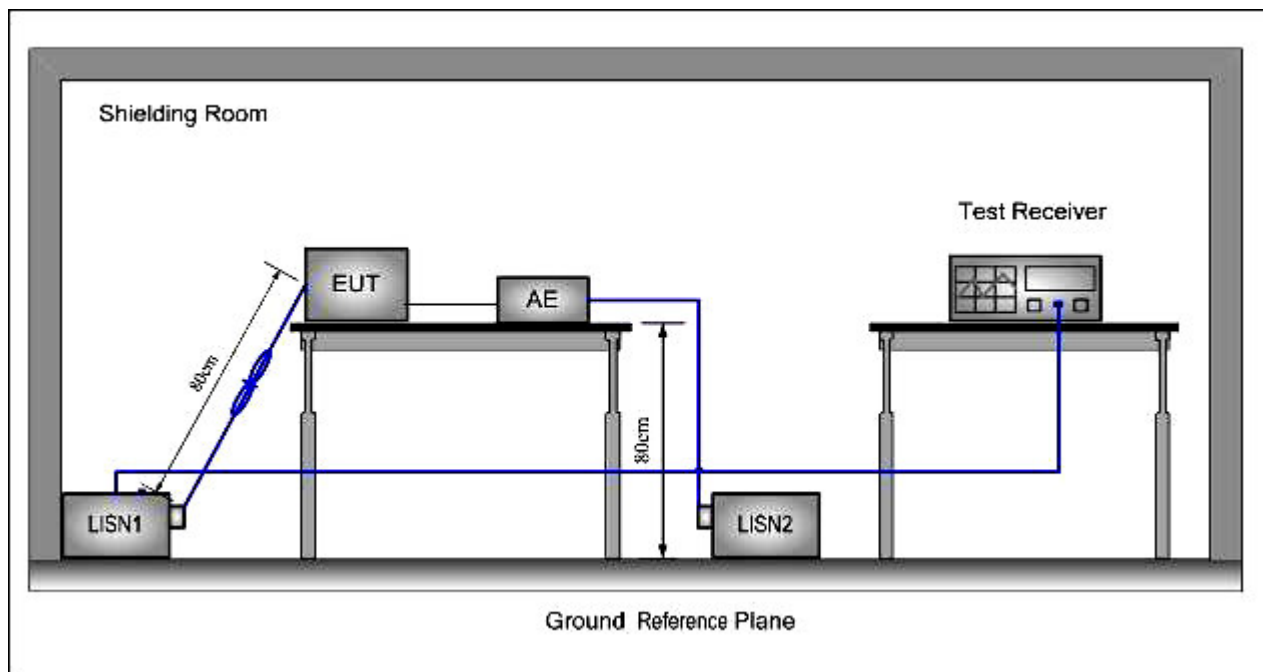 Shielding Room
Test Receiver
EUT
AE
80cm
80cm
LISN1
LISN2
Ground Reference Plane